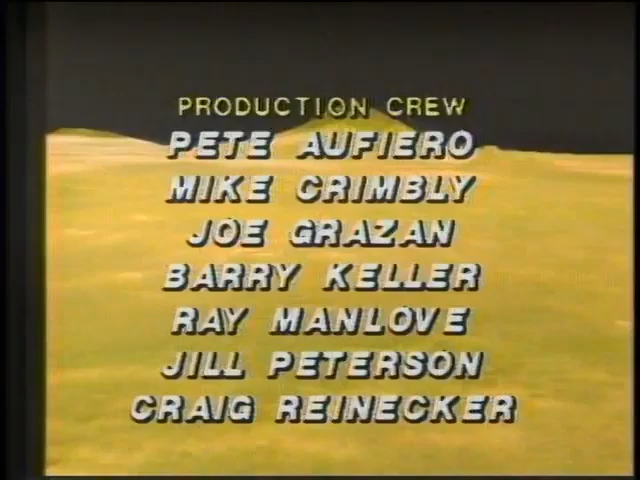 PRODUCTION CREW
PETE AUFIERO
MIKE CRIMBLY
JOE GRAZAN
BARRY KELLER
RAY MANLOVE
JILL PETERSON
CRAIG REINECKER